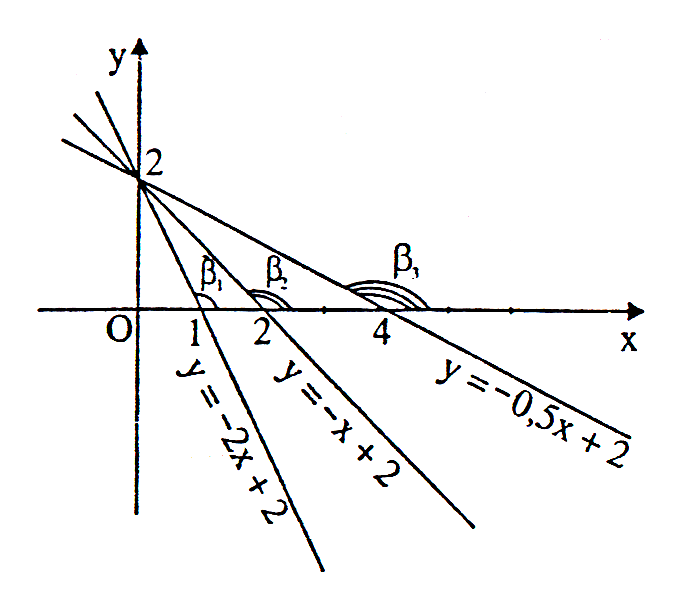 y
2
β₁
β₂
β₃
O
1
2
4
x
y = -2x + 2
y = -x + 2
y = -0,5x + 2